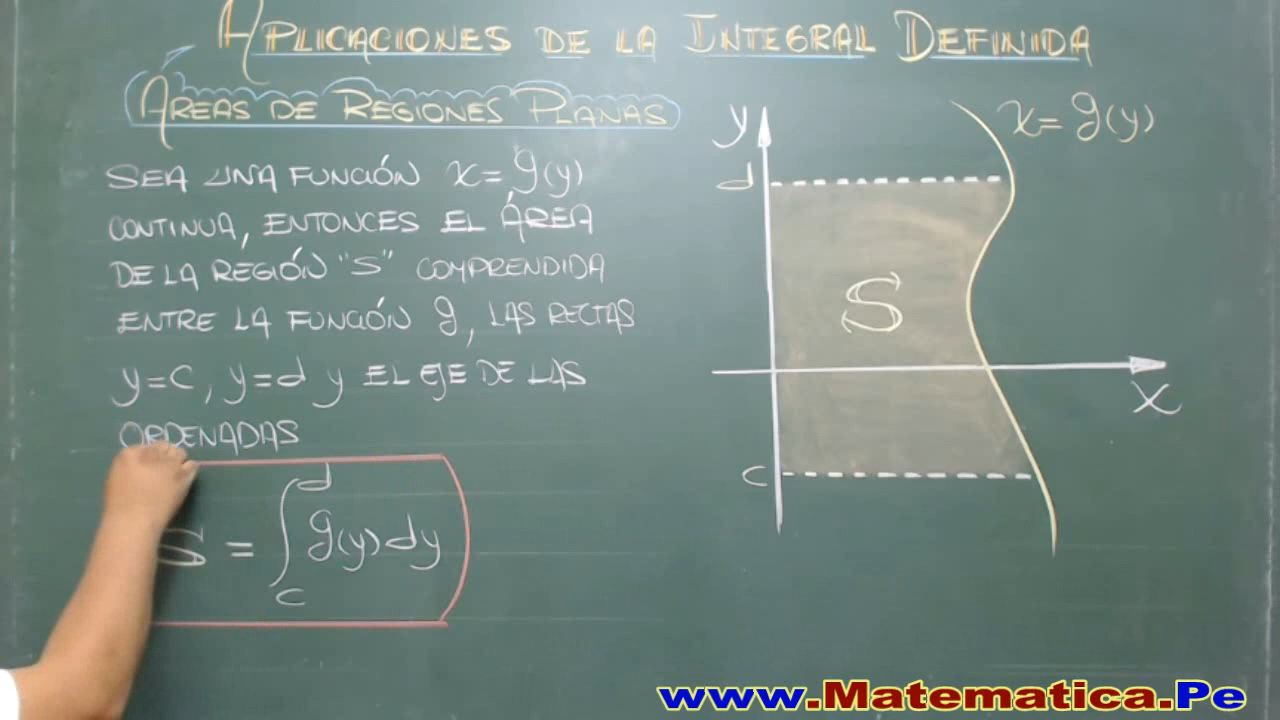 APLICACIONES DE LA INTEGRAL DEFINIDA
ÁREAS DE REGIONES PLANAS
SEA UNA FUNCIÓN x = g(y)
CONTINUA, ENTONCES EL ÁREA
DE LA REGIÓN "S" COMPRENDIDA
ENTRE LA FUNCIÓN g, LAS RECTAS
y=c, y=d y EL EJE DE LAS
ORDENADAS
S = ∫_c^d g(y) dy
y
x = g(y)
d
S
x
c
www.Matematica.Pe